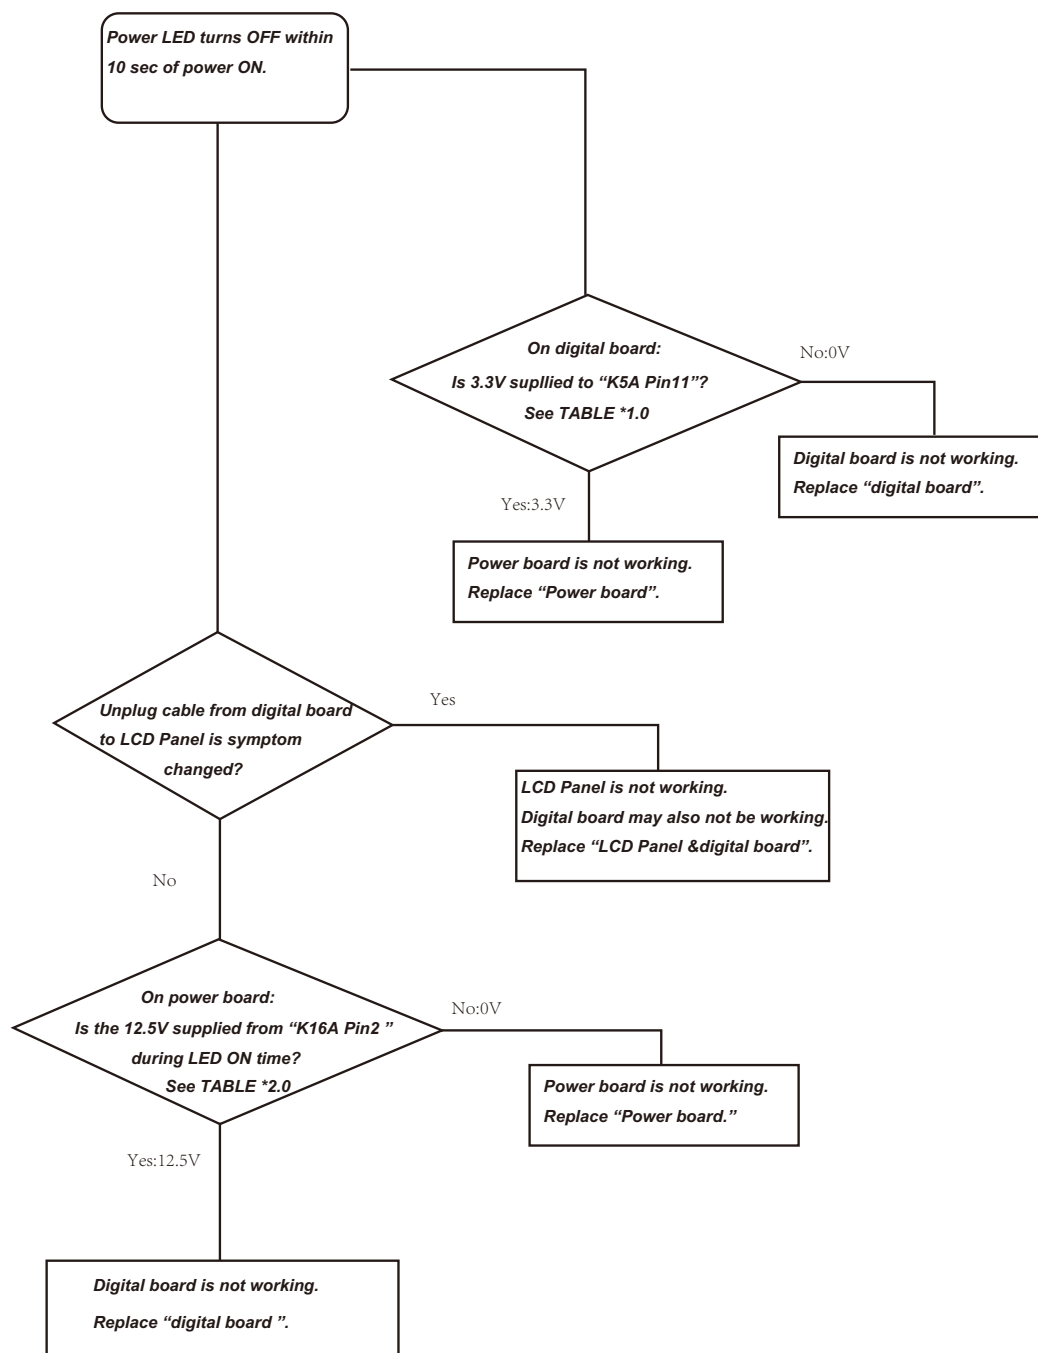 Power LED turns OFF within
10 sec of power ON.
On digital board:
Is 3.3V supllied to “K5A Pin11”?
See TABLE *1.0
No:0V
Digital board is not working.
Replace “digital board”.
Yes:3.3V
Power board is not working.
Replace “Power board”.
Unplug cable from digital board
to LCD Panel is symptom
changed?
Yes
LCD Panel is not working.
Digital board may also not be working.
Replace “LCD Panel &digital board”.
No
On power board:
Is the 12.5V supplied from “K16A Pin2 ”
during LED ON time?
See TABLE *2.0
No:0V
Power board is not working.
Replace “Power board.”
Yes:12.5V
Digital board is not working.
Replace “digital board ”.